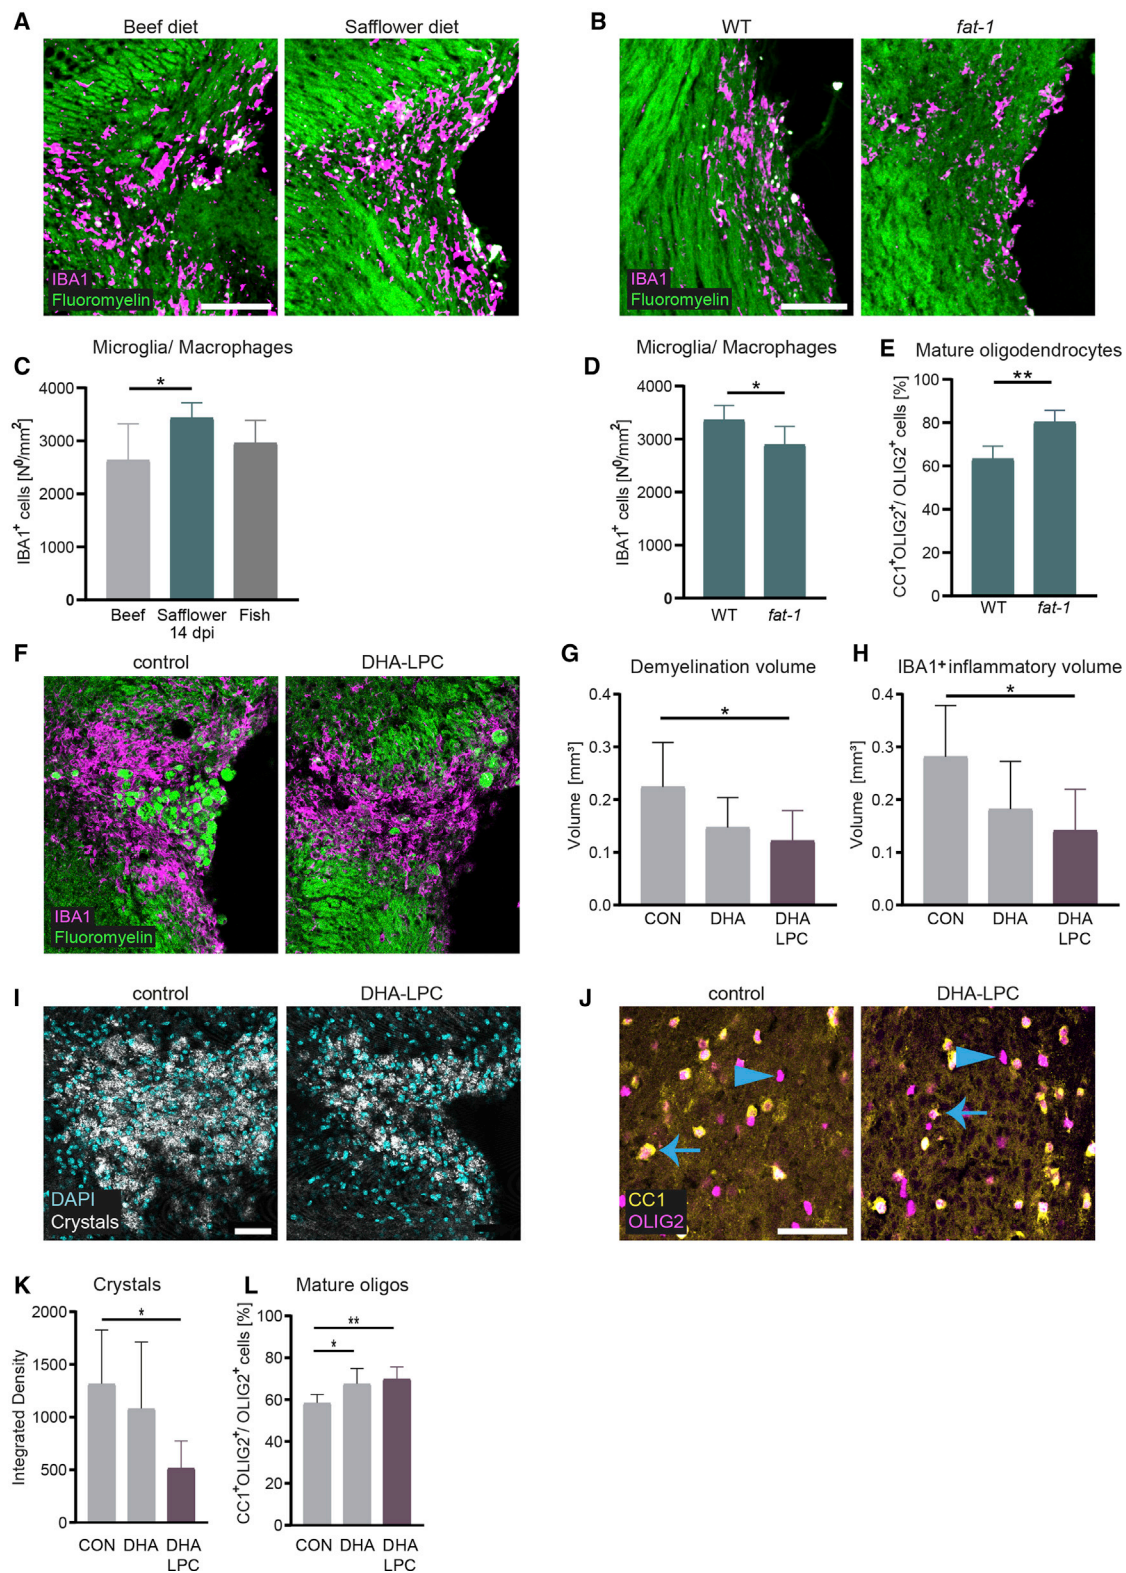 A
Beef diet
Safflower diet
IBA1
Fluoromyelin
B
WT
fat-1
IBA1
Fluoromyelin
C
Microglia/ Macrophages
*
IBA1⁺ cells [N⁰/mm²]
4000
3000
2000
1000
0
Beef
Safflower
Fish
14 dpi
D
Microglia/ Macrophages
*
IBA1⁺ cells [N⁰/mm²]
4000
3000
2000
1000
0
WT
fat-1
E
Mature oligodendrocytes
**
CC1⁺OLIG2⁺/ OLIG2⁺ cells [%]
100
80
60
40
20
0
WT
fat-1
F
control
DHA-LPC
IBA1
Fluoromyelin
G
Demyelination volume
*
Volume [mm³]
0.4
0.3
0.2
0.1
0.0
CON
DHA
DHA
LPC
H
IBA1⁺inflammatory volume
*
Volume [mm³]
0.4
0.3
0.2
0.1
0.0
CON
DHA
DHA
LPC
I
control
DHA-LPC
DAPI
Crystals
J
control
DHA-LPC
CC1
OLIG2
K
Crystals
*
Integrated Density
2000
1500
1000
500
0
CON
DHA
DHA
LPC
L
Mature oligos
**
*
CC1⁺OLIG2⁺/ OLIG2⁺ cells [%]
100
80
60
40
20
0
CON
DHA
DHA
LPC